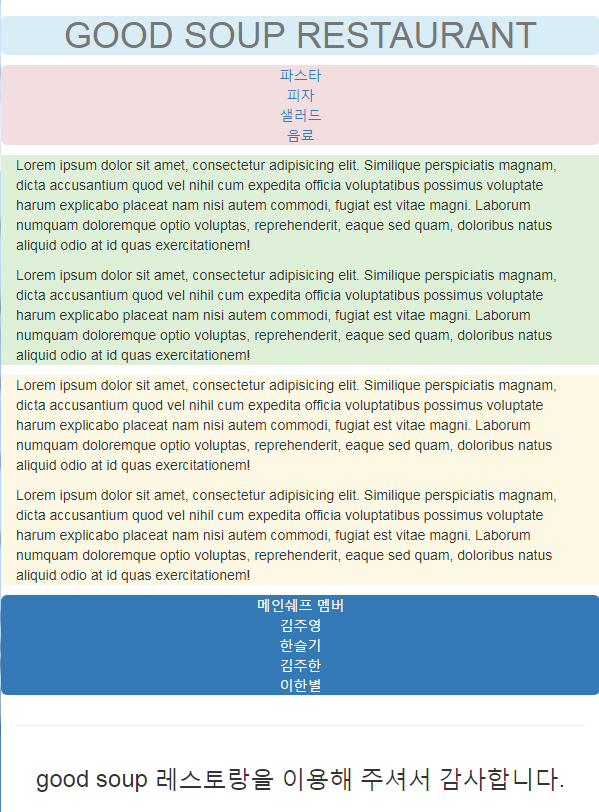 GOOD SOUP RESTAURANT
파스타
피자
샐러드
음료
Lorem ipsum dolor sit amet, consectetur adipisicing elit. Similique perspiciatis magnam,
dicta accusantium quod vel nihil cum expedita officia voluptatibus possimus voluptate
harum explicabo placeat nam nisi autem commodi, fugiat est vitae magni. Laborum
numquam doloremque optio voluptas, reprehenderit, eaque sed quam, doloribus natus
aliquid odio at id quas exercitationem!
Lorem ipsum dolor sit amet, consectetur adipisicing elit. Similique perspiciatis magnam,
dicta accusantium quod vel nihil cum expedita officia voluptatibus possimus voluptate
harum explicabo placeat nam nisi autem commodi, fugiat est vitae magni. Laborum
numquam doloremque optio voluptas, reprehenderit, eaque sed quam, doloribus natus
aliquid odio at id quas exercitationem!
Lorem ipsum dolor sit amet, consectetur adipisicing elit. Similique perspiciatis magnam,
dicta accusantium quod vel nihil cum expedita officia voluptatibus possimus voluptate
harum explicabo placeat nam nisi autem commodi, fugiat est vitae magni. Laborum
numquam doloremque optio voluptas, reprehenderit, eaque sed quam, doloribus natus
aliquid odio at id quas exercitationem!
Lorem ipsum dolor sit amet, consectetur adipisicing elit. Similique perspiciatis magnam,
dicta accusantium quod vel nihil cum expedita officia voluptatibus possimus voluptate
harum explicabo placeat nam nisi autem commodi, fugiat est vitae magni. Laborum
numquam doloremque optio voluptas, reprehenderit, eaque sed quam, doloribus natus
aliquid odio at id quas exercitationem!
메인쉐프 멤버
김주영
한슬기
김주한
이한별
good soup 레스토랑을 이용해 주셔서 감사합니다.